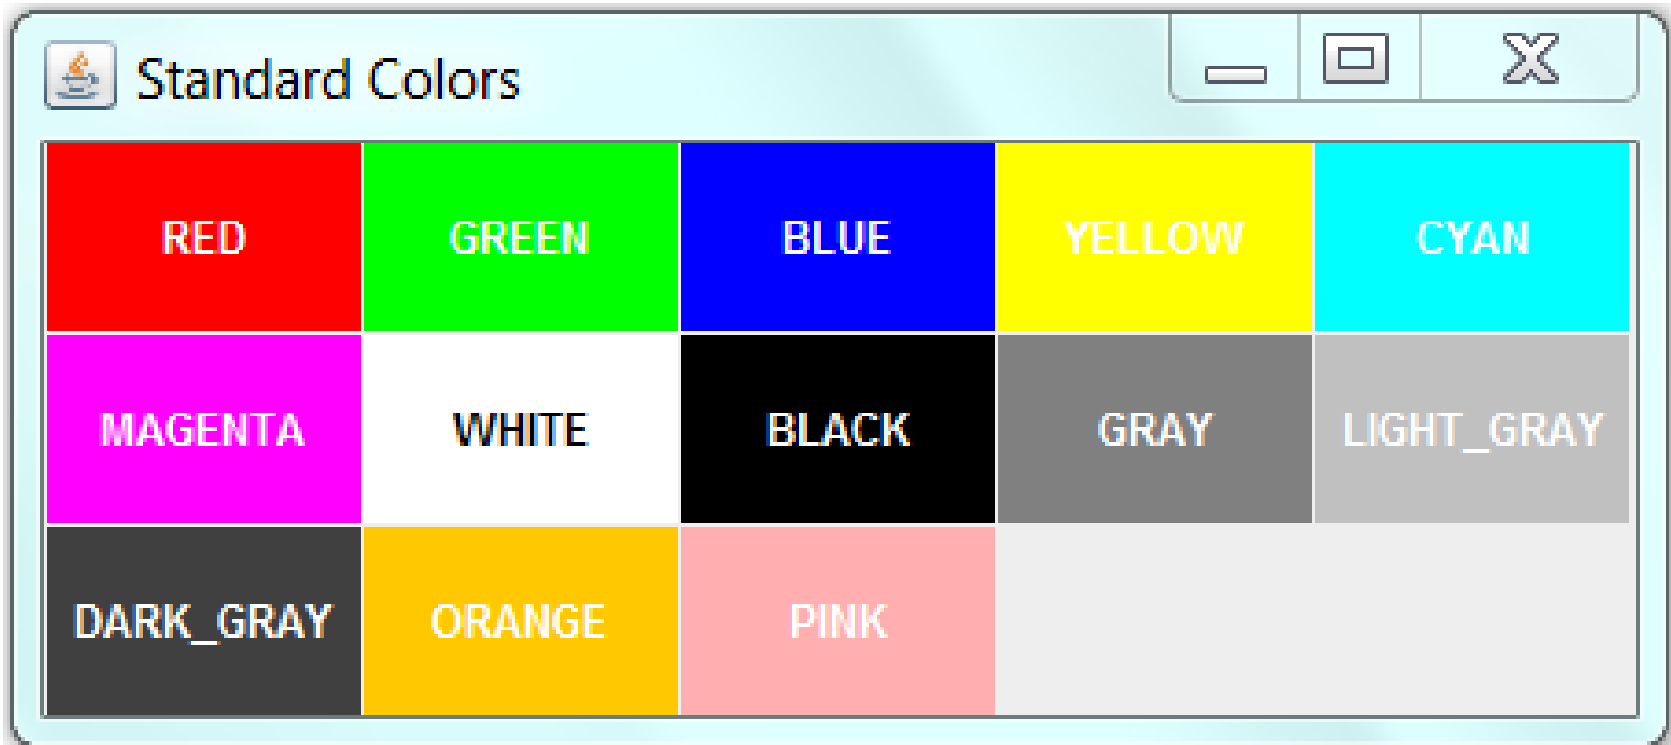 Standard Colors
RED GREEN BLUE YELLOW CYAN
MAGENTA WHITE BLACK GRAY LIGHT_GRAY
DARK_GRAY ORANGE PINK